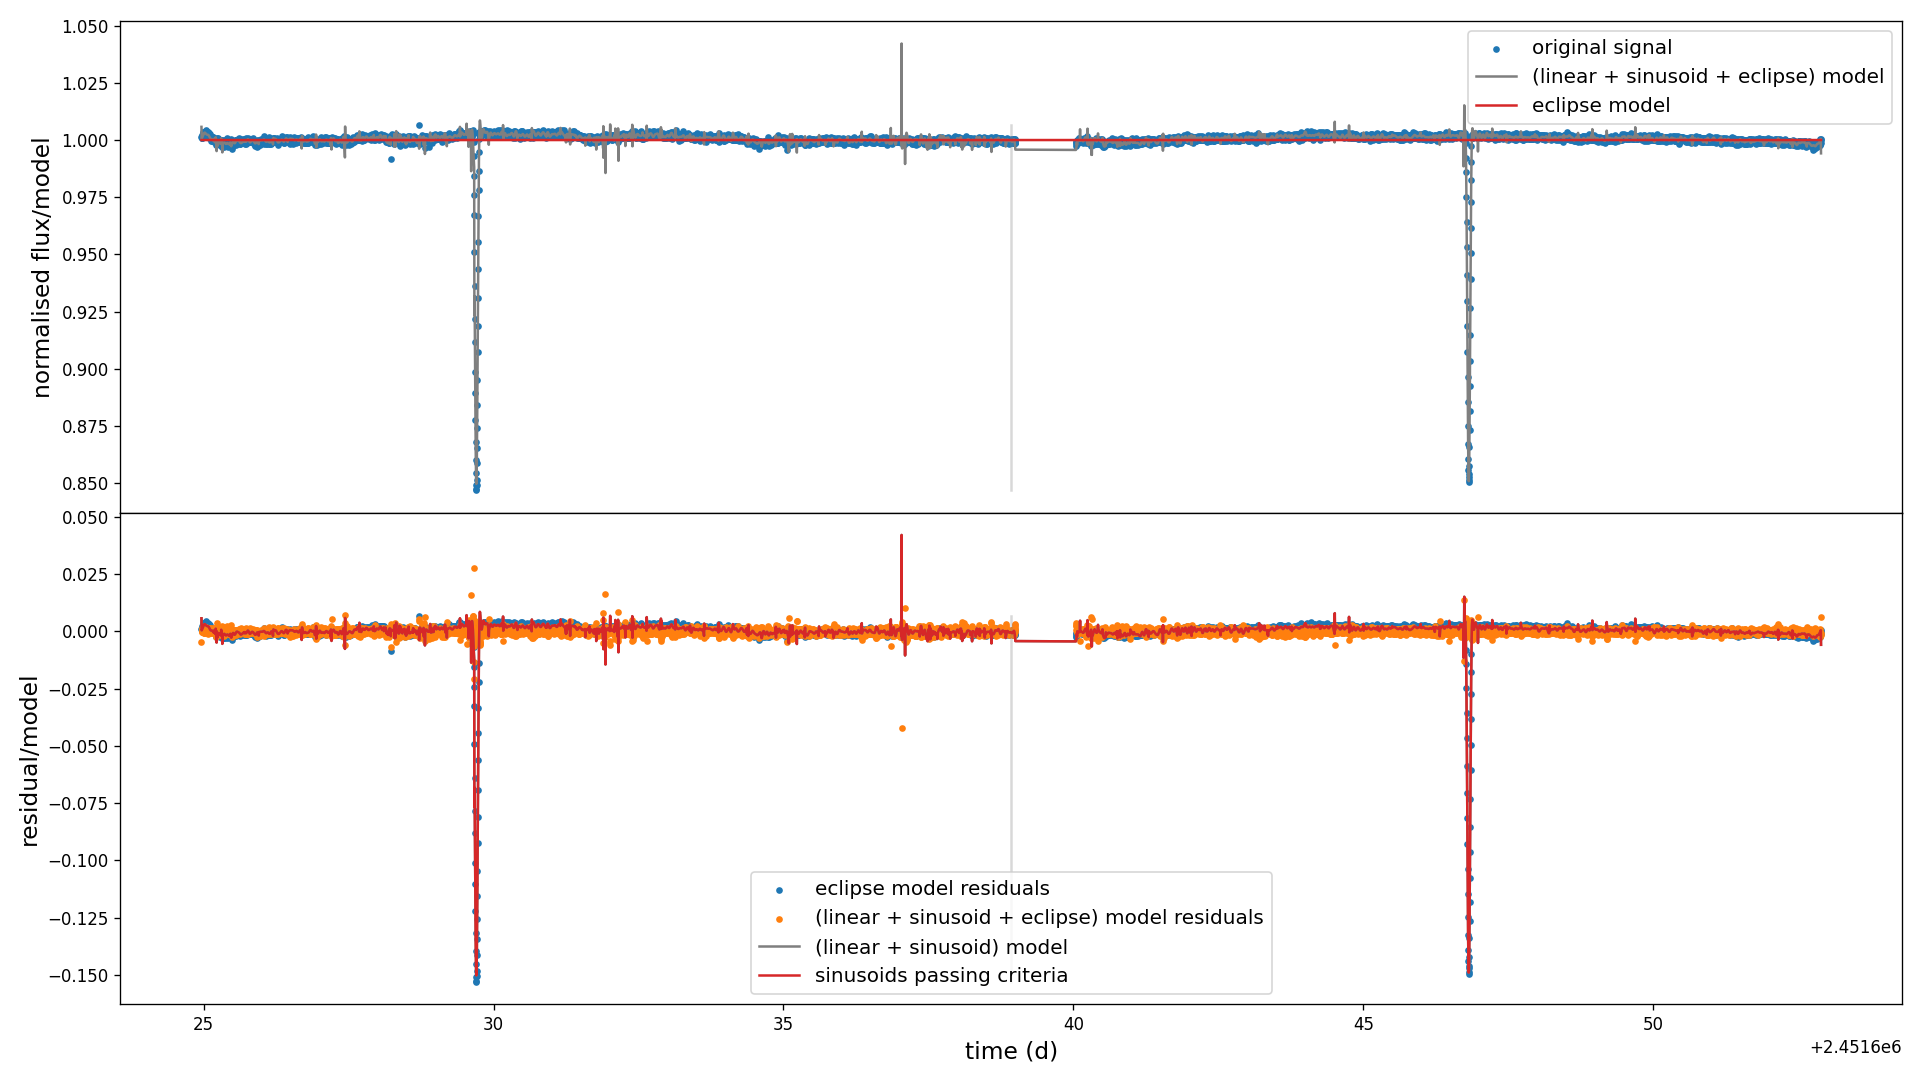 1.050
1.025
1.000
0.975
0.950
0.925
0.900
0.875
0.850
normalised flux/model
original signal
(linear + sinusoid + eclipse) model
eclipse model
0.050
0.025
0.000
−0.025
−0.050
−0.075
−0.100
−0.125
−0.150
residual/model
eclipse model residuals
(linear + sinusoid + eclipse) model residuals
(linear + sinusoid) model
sinusoids passing criteria
25 30 35 40 45 50
time (d)
+2.4516e6